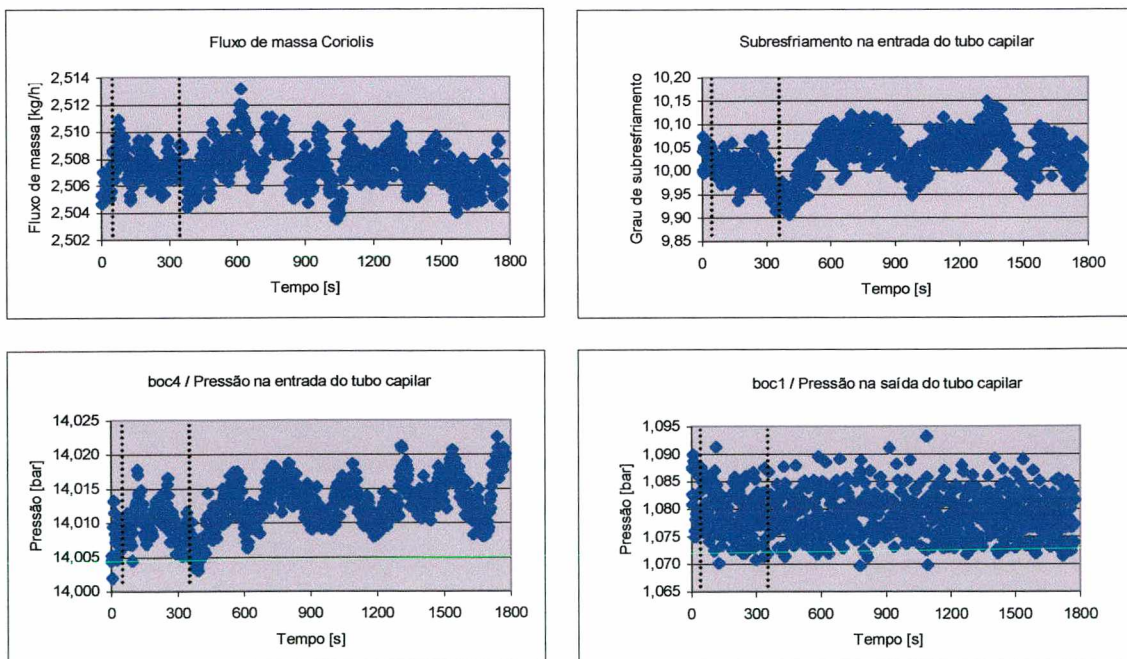 Fluxo de massa Coriolis
Fluxo de massa [kg/h]
2,514
2,512
2,510
2,508
2,506
2,504
2,502
0 300 600 900 1200 1500 1800
Tempo [s]
Subresfriamento na entrada do tubo capilar
Grau de subresfriamento
10,20
10,15
10,10
10,05
10,00
9,95
9,90
9,85
0 300 600 900 1200 1500 1800
Tempo [s]
boc4 / Pressão na entrada do tubo capilar
Pressão [bar]
14,025
14,020
14,015
14,010
14,005
14,000
0 300 600 900 1200 1500 1800
Tempo [s]
boc1 / Pressão na saída do tubo capilar
Pressão [bar]
1,095
1,090
1,085
1,080
1,075
1,070
1,065
0 300 600 900 1200 1500 1800
Tempo [s]